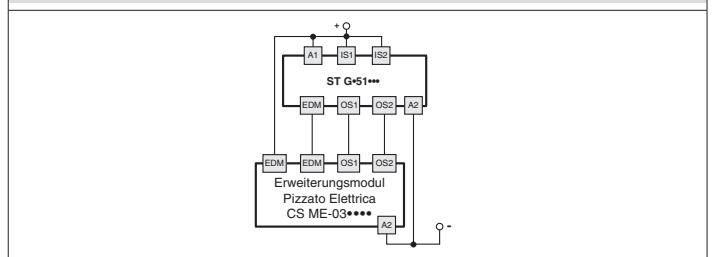 +
A1 IS1 IS2
ST G•51•••
EDM OS1 OS2 A2
EDM EDM OS1 OS2
Erweiterungsmodul
Pizzato Elettrica
CS ME-03••••
A2
-